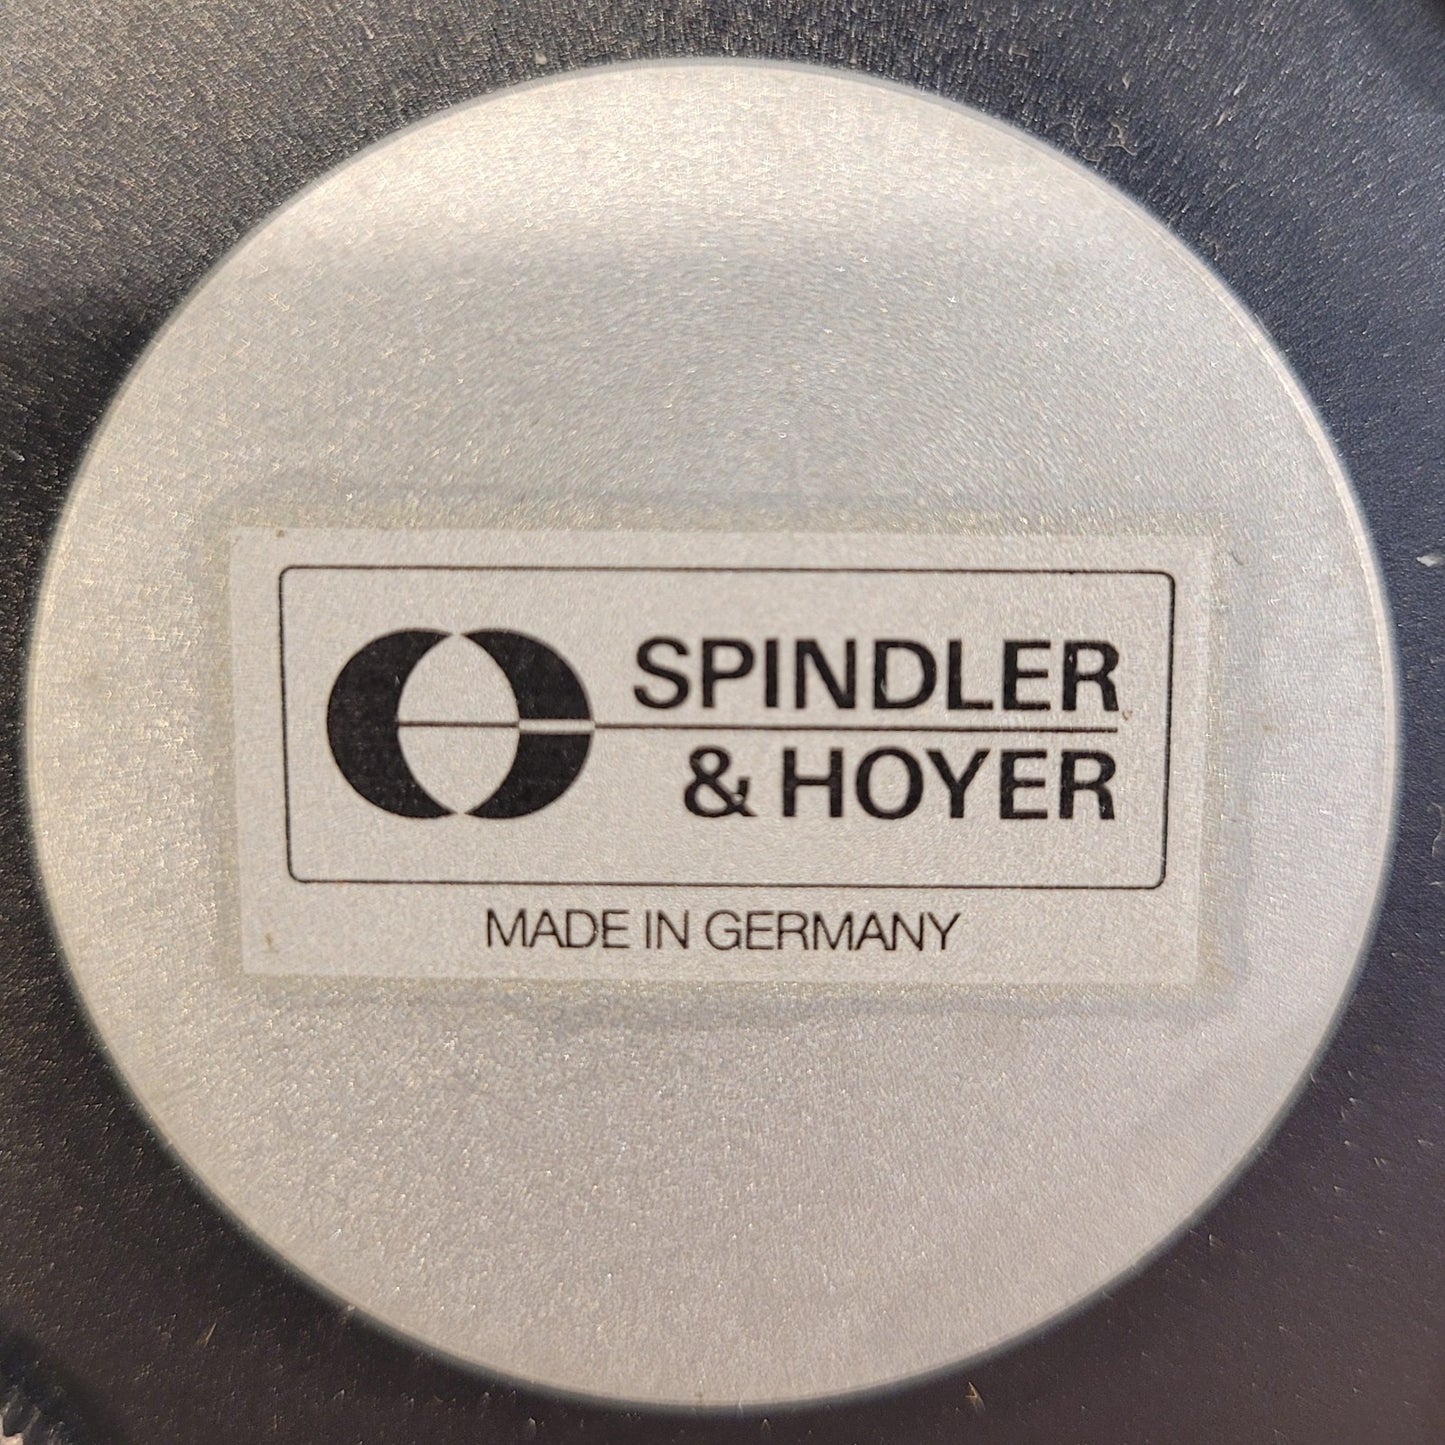 SPINDLER
& HOYER
MADE IN GERMANY